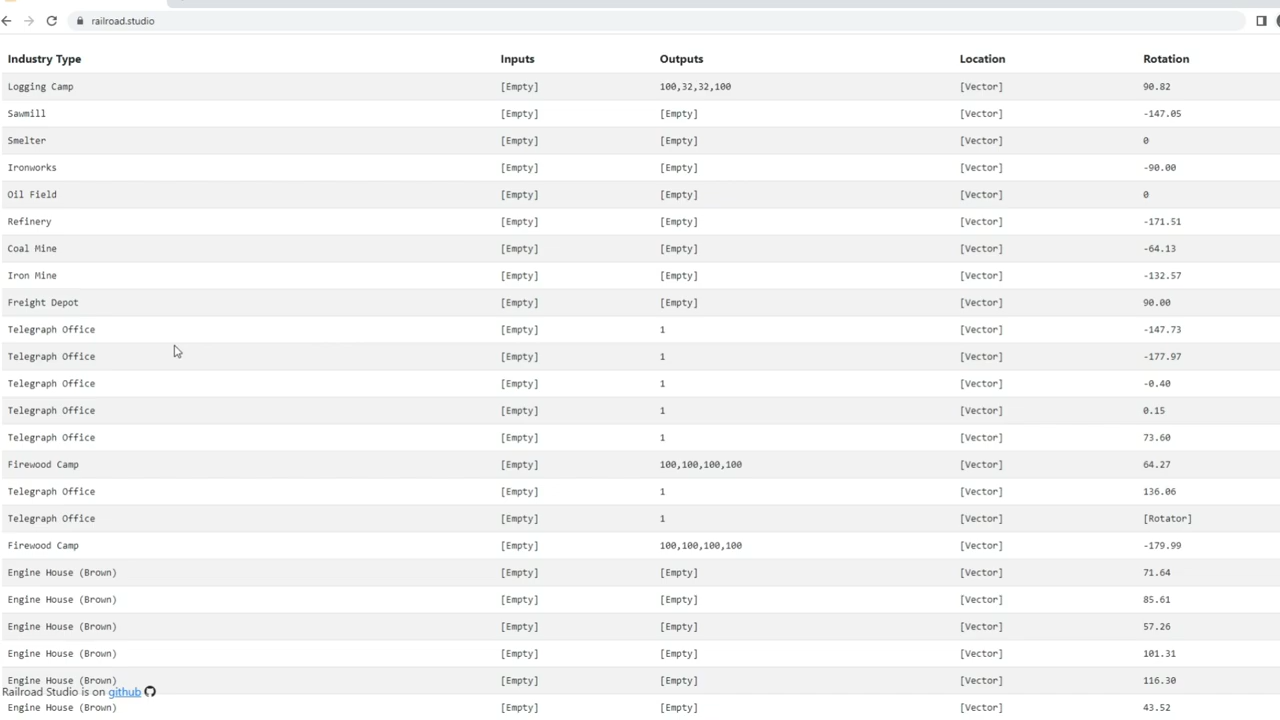 railroad.studio
Industry Type Inputs Outputs Location Rotation
Logging Camp [Empty] 100,32,32,100 [Vector] 90.82
Sawmill [Empty] [Empty] [Vector] -147.05
Smelter [Empty] [Empty] [Vector] 0
Ironworks [Empty] [Empty] [Vector] -90.00
Oil Field [Empty] [Empty] [Vector] 0
Refinery [Empty] [Empty] [Vector] -171.51
Coal Mine [Empty] [Empty] [Vector] -64.13
Iron Mine [Empty] [Empty] [Vector] -132.57
Freight Depot [Empty] [Empty] [Vector] 90.00
Telegraph Office [Empty] 1 [Vector] -147.73
Telegraph Office [Empty] 1 [Vector] -177.97
Telegraph Office [Empty] 1 [Vector] -0.40
Telegraph Office [Empty] 1 [Vector] 0.15
Telegraph Office [Empty] 1 [Vector] 73.60
Firewood Camp [Empty] 100,100,100,100 [Vector] 64.27
Telegraph Office [Empty] 1 [Vector] 136.06
Telegraph Office [Empty] 1 [Vector] [Rotator]
Firewood Camp [Empty] 100,100,100,100 [Vector] -179.99
Engine House (Brown) [Empty] [Empty] [Vector] 71.64
Engine House (Brown) [Empty] [Empty] [Vector] 85.61
Engine House (Brown) [Empty] [Empty] [Vector] 57.26
Engine House (Brown) [Empty] [Empty] [Vector] 101.31
Engine House (Brown) [Empty] [Empty] [Vector] 116.30
Railroad Studio is on github
Engine House (Brown) [Empty] [Empty] [Vector] 43.52